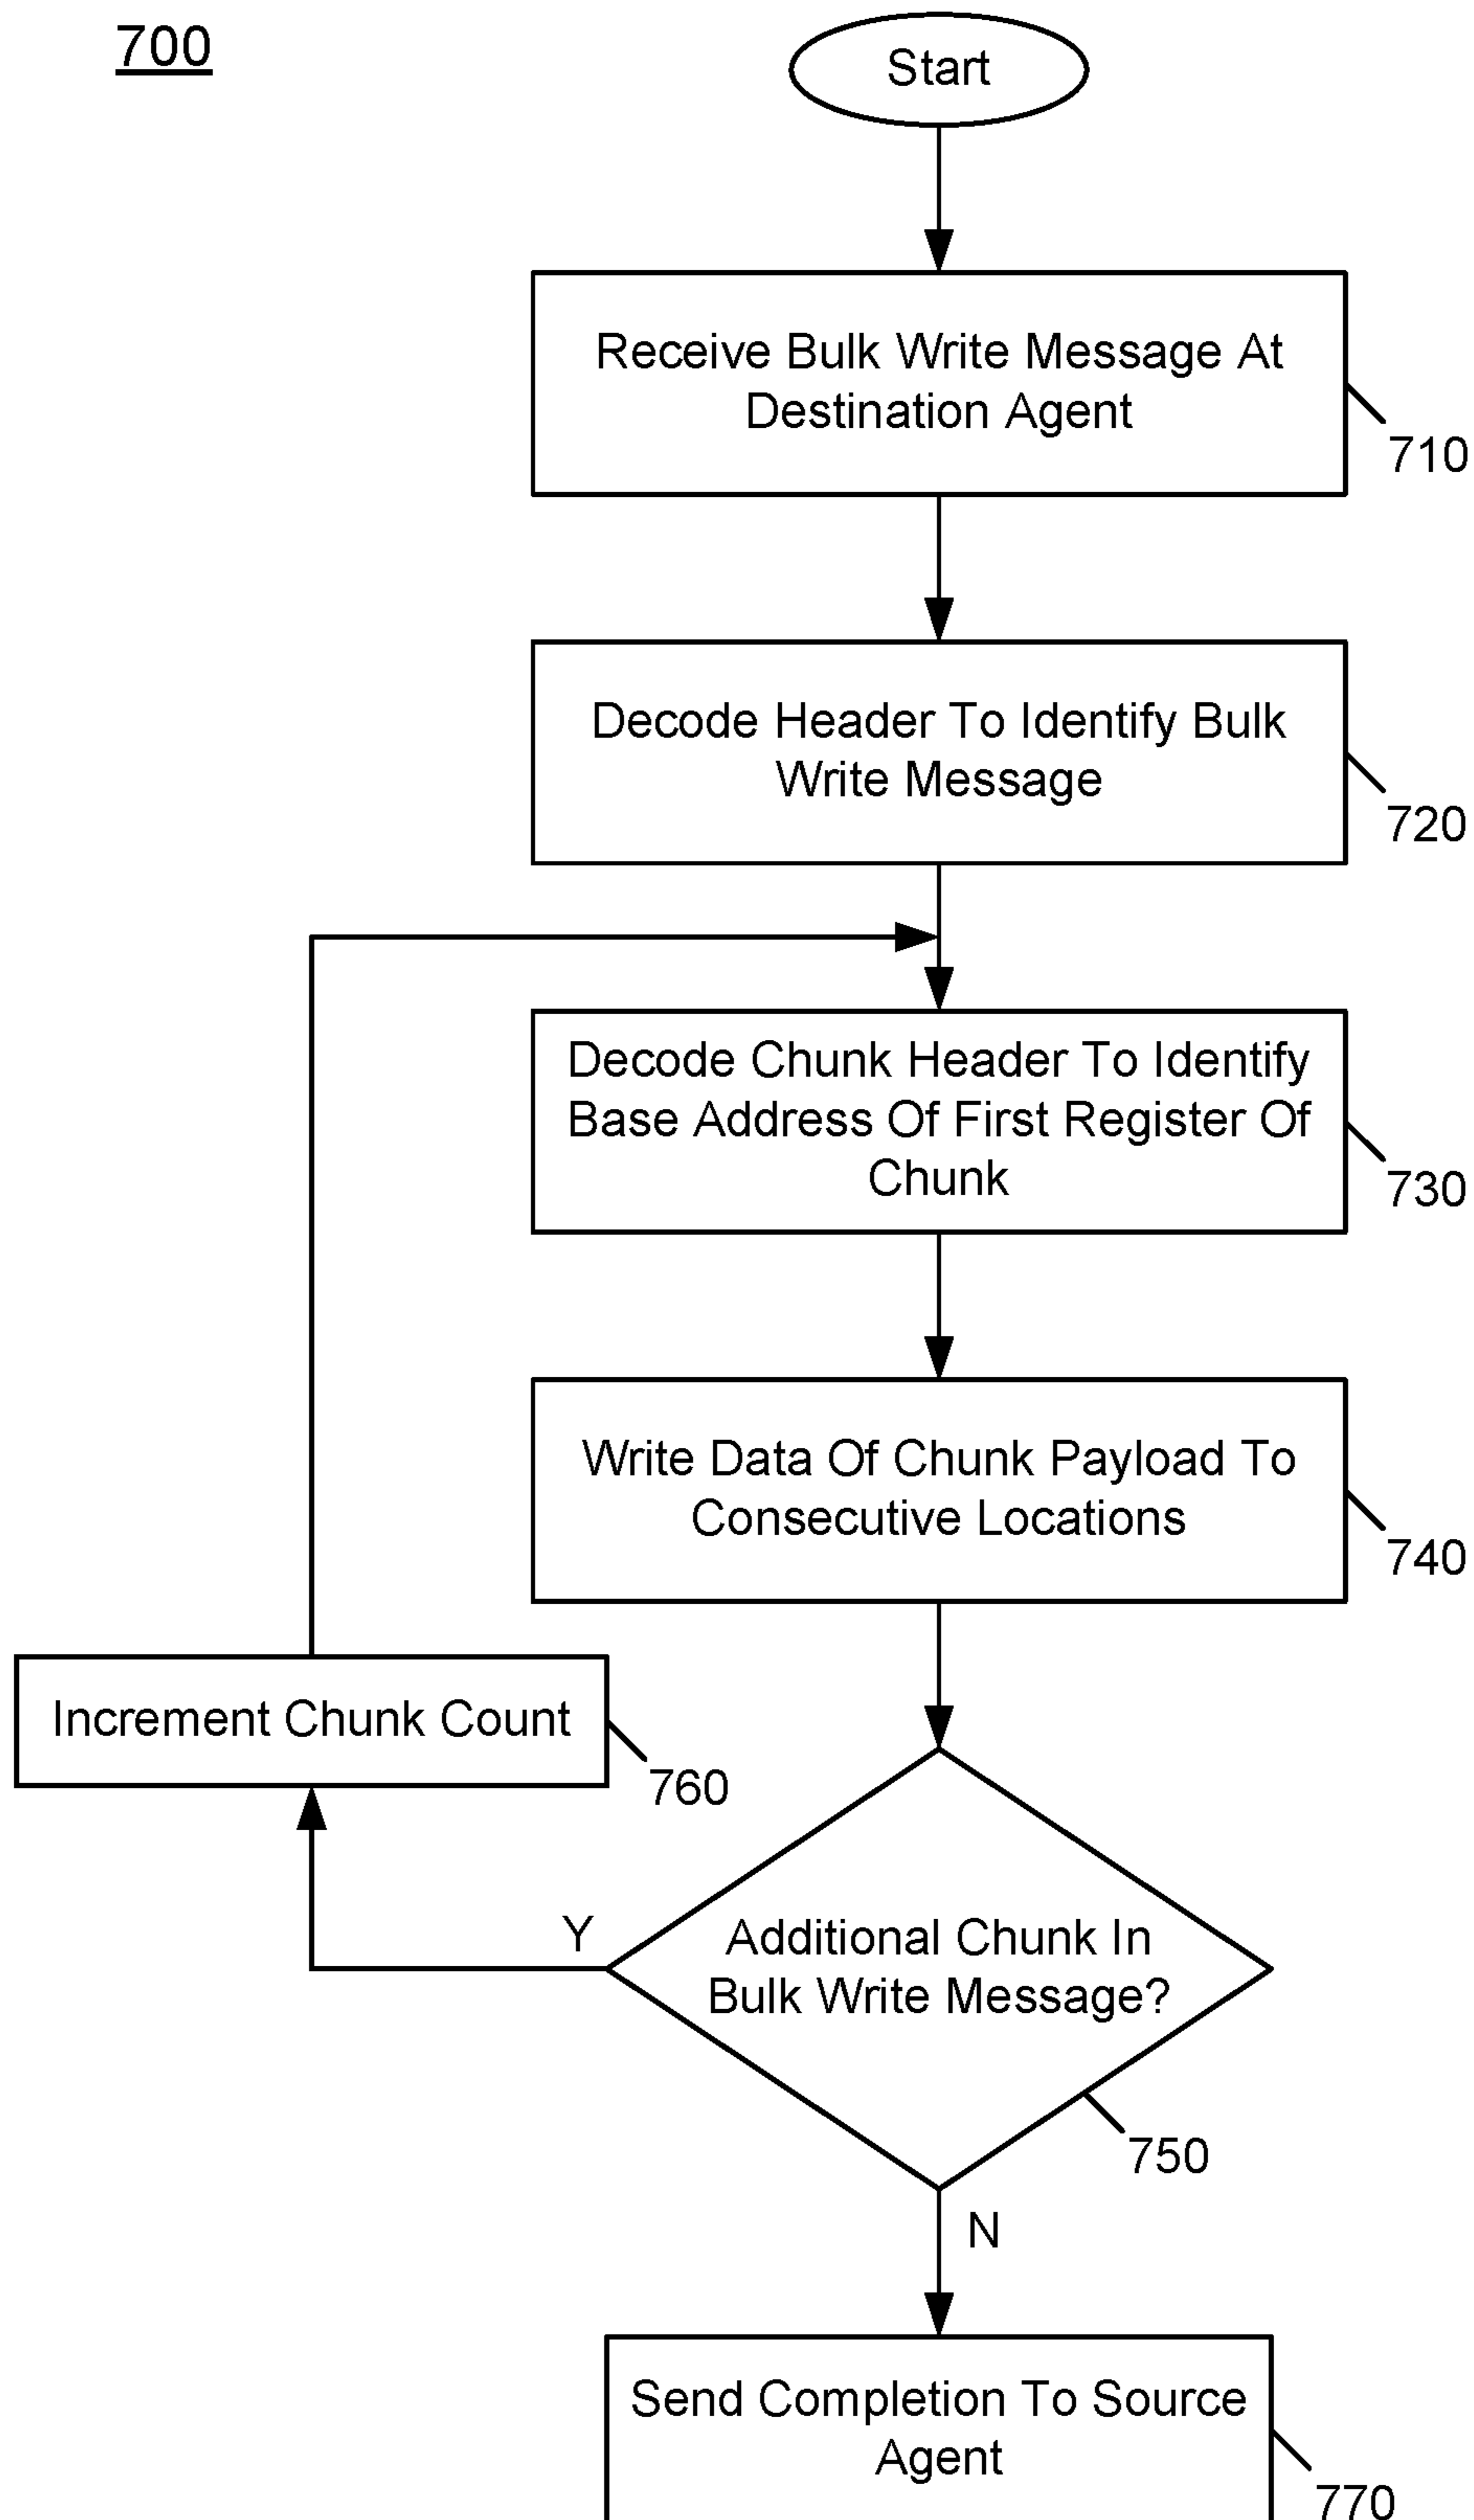 700
Start
Receive Bulk Write Message At
Destination Agent
710
Decode Header To Identify Bulk
Write Message
720
Decode Chunk Header To Identify
Base Address Of First Register Of
Chunk
730
Write Data Of Chunk Payload To
Consecutive Locations
740
Increment Chunk Count
760
Y
Additional Chunk In
Bulk Write Message?
750
N
Send Completion To Source
Agent
770